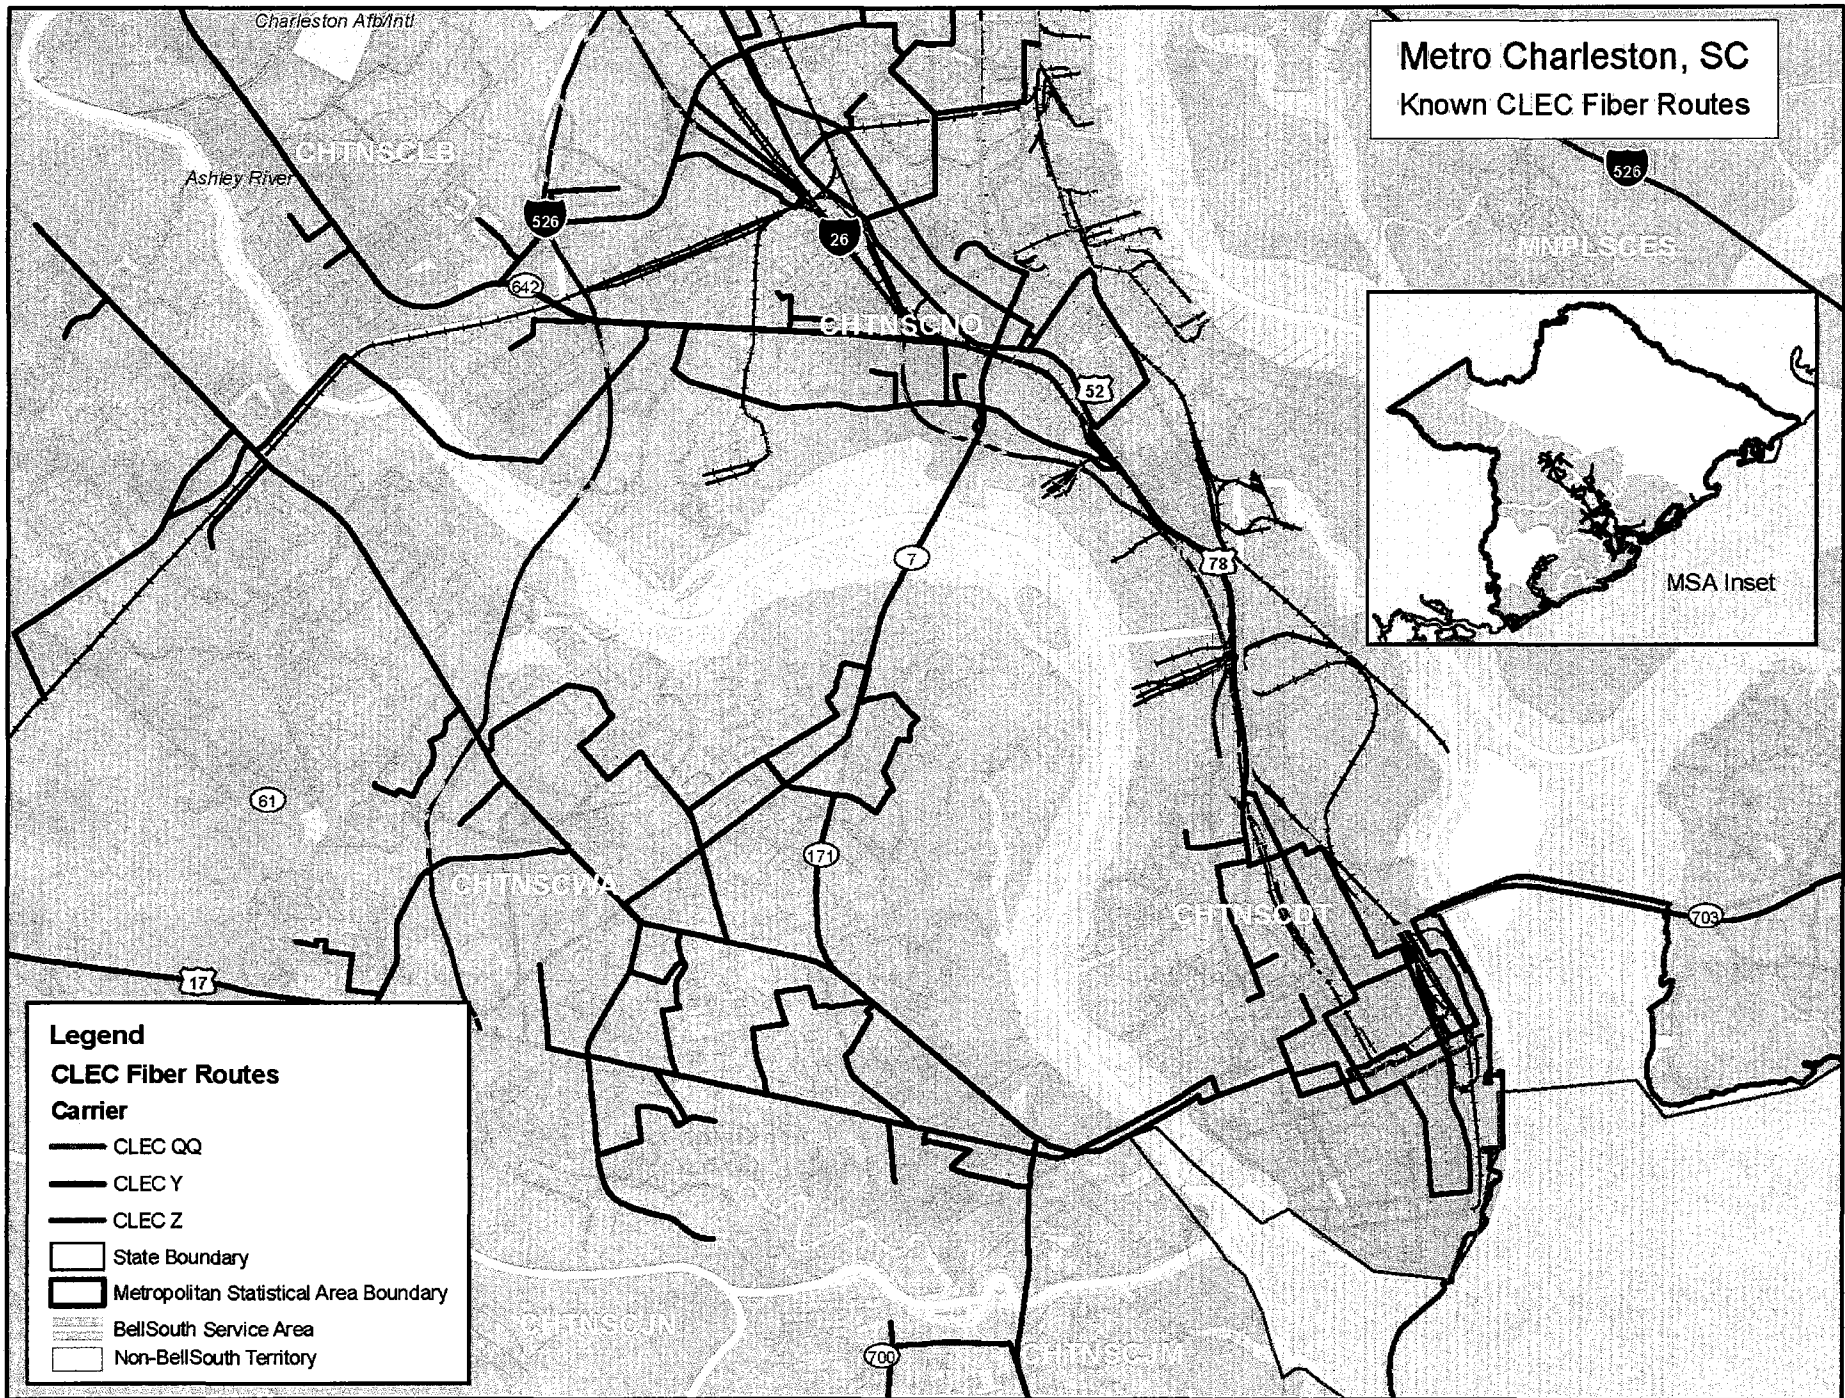 Charleston Afb/Intl
Metro Charleston, SC
Known CLEC Fiber Routes
CHTNSCLB
Ashley River
526
526
26
MNPLSCES
642
CHTNSCNO
52
7
78
MSA Inset
61
171
CHTNSCWA
CHTNSCDT
703
17
Legend
CLEC Fiber Routes
Carrier
CLEC QQ
CLEC Y
CLEC Z
State Boundary
Metropolitan Statistical Area Boundary
BellSouth Service Area
Non-BellSouth Territory
CHTNSCJN
700